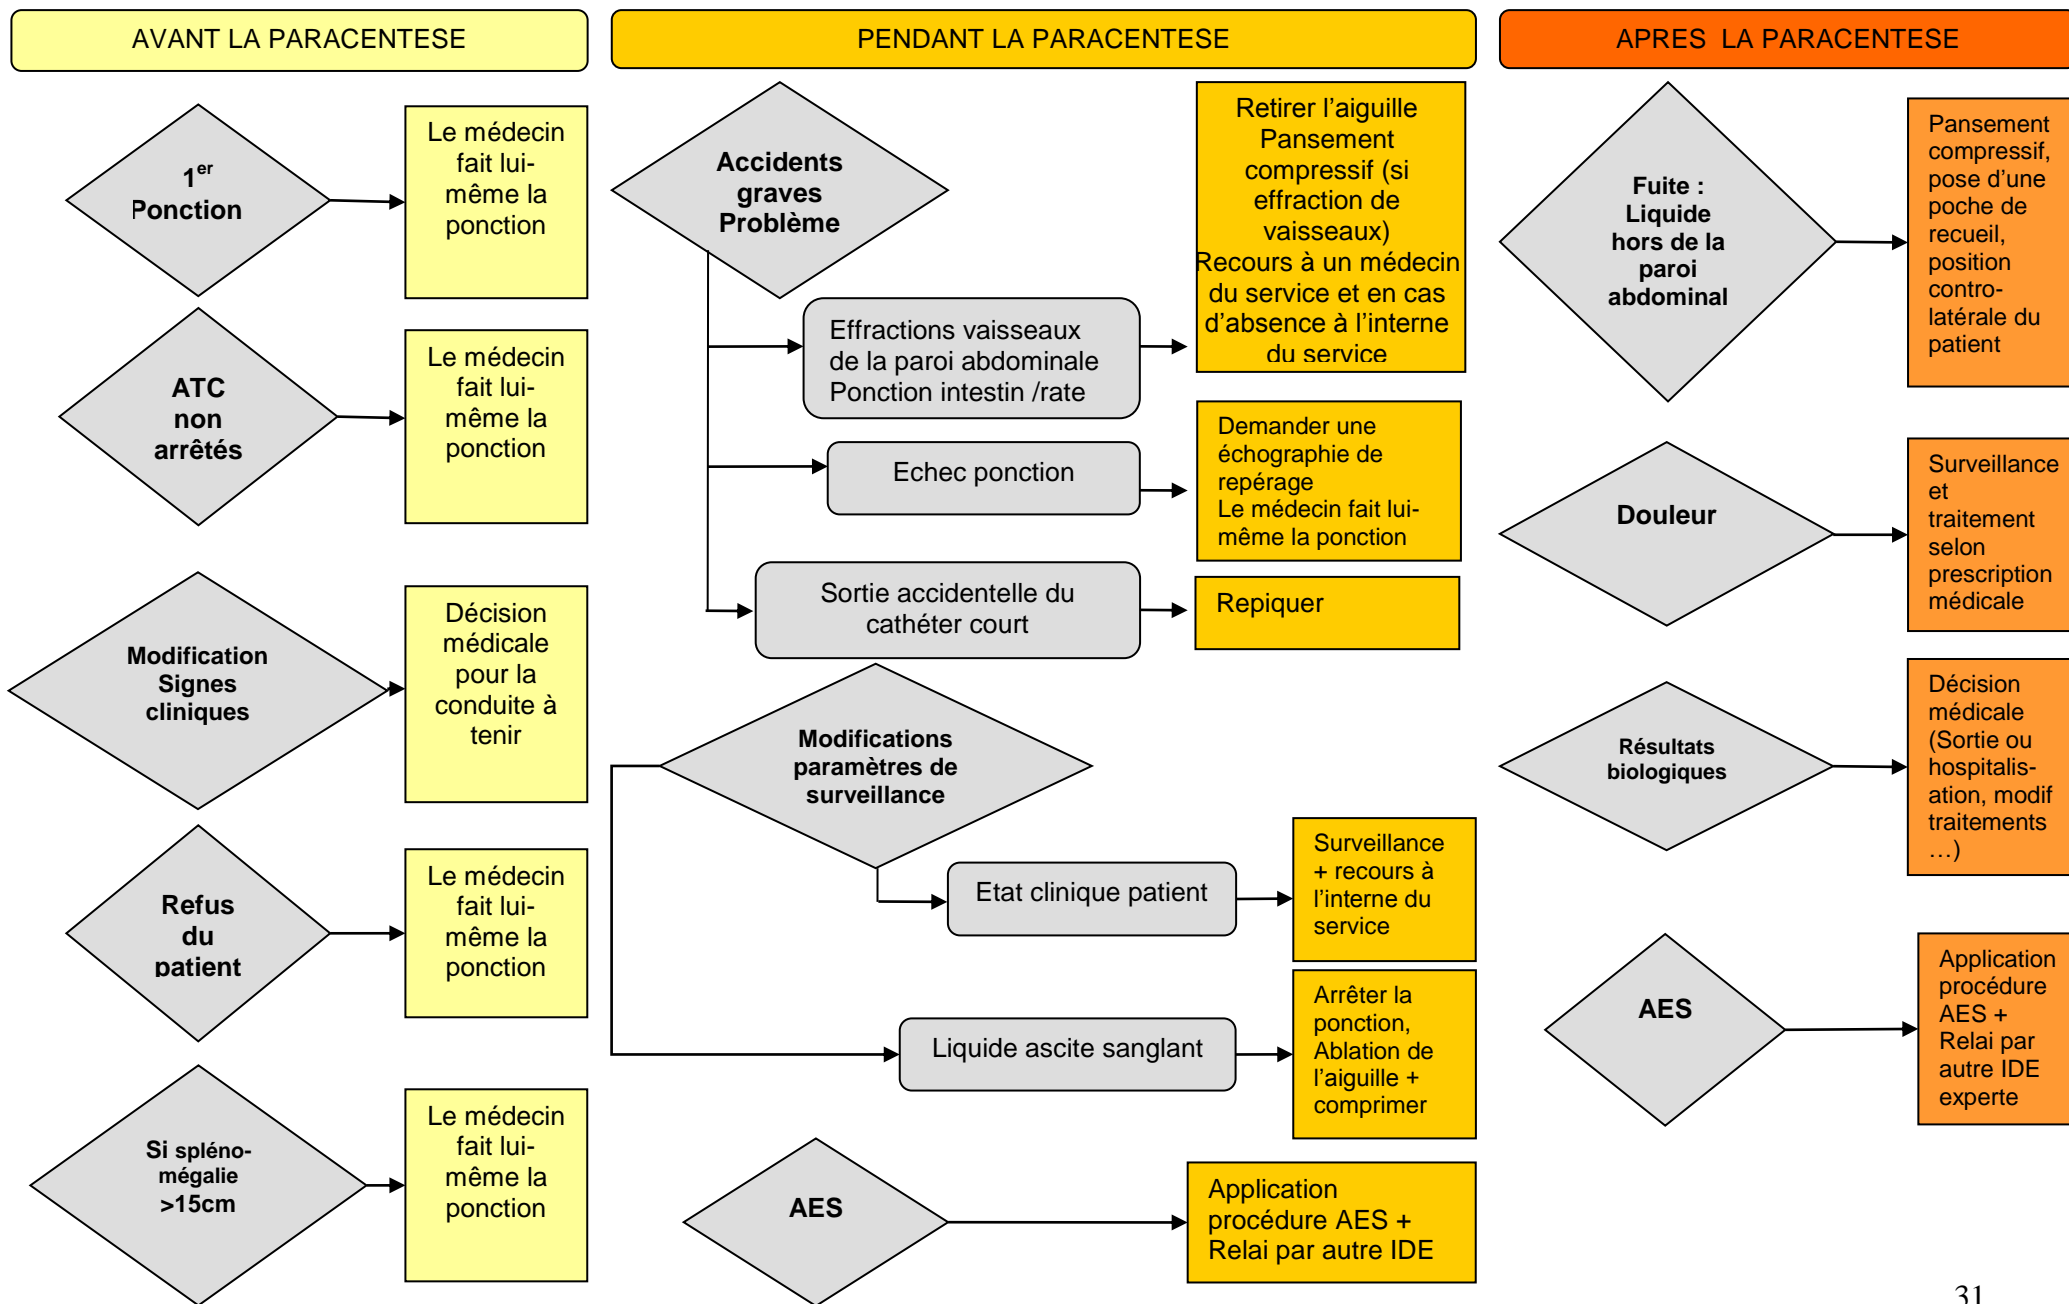 AVANT LA PARACENTESE
1er
Ponction
Le médecin
fait lui-
même la
ponction
ATC
non
arrêtés
Le médecin
fait lui-
même la
ponction
Modification
Signes
cliniques
Décision
médicale
pour la
conduite à
tenir
Refus
du
patient
Le médecin
fait lui-
même la
ponction
Si spléno-
mégalie
>15cm
Le médecin
fait lui-
même la
ponction
PENDANT LA PARACENTESE
Accidents
graves
Problème
Effractions vaisseaux
de la paroi abdominale
Ponction intestin /rate
Retirer l’aiguille
Pansement
compressif (si
effraction de
vaisseaux)
Recours à un médecin
du service et en cas
d’absence à l’interne
du service
Echec ponction
Demander une
échographie de
repérage
Le médecin fait lui-
même la ponction
Sortie accidentelle du
cathéter court
Repiquer
Modifications
paramètres de
surveillance
Etat clinique patient
Surveillance
+ recours à
l’interne du
service
Liquide ascite sanglant
Arrêter la
ponction,
Ablation de
l’aiguille +
comprimer
AES
Application
procédure AES +
Relai par autre IDE
APRES  LA PARACENTESE
Fuite :
Liquide
hors de la
paroi
abdominal
Pansement
compressif,
pose d’une
poche de
recueil,
position
contro-
latérale du
patient
Douleur
Surveillance
et
traitement
selon
prescription
médicale
Résultats
biologiques
Décision
médicale
(Sortie ou
hospitalis-
ation, modif
traitements
…)
AES
Application
procédure
AES +
Relai par
autre IDE
experte
31